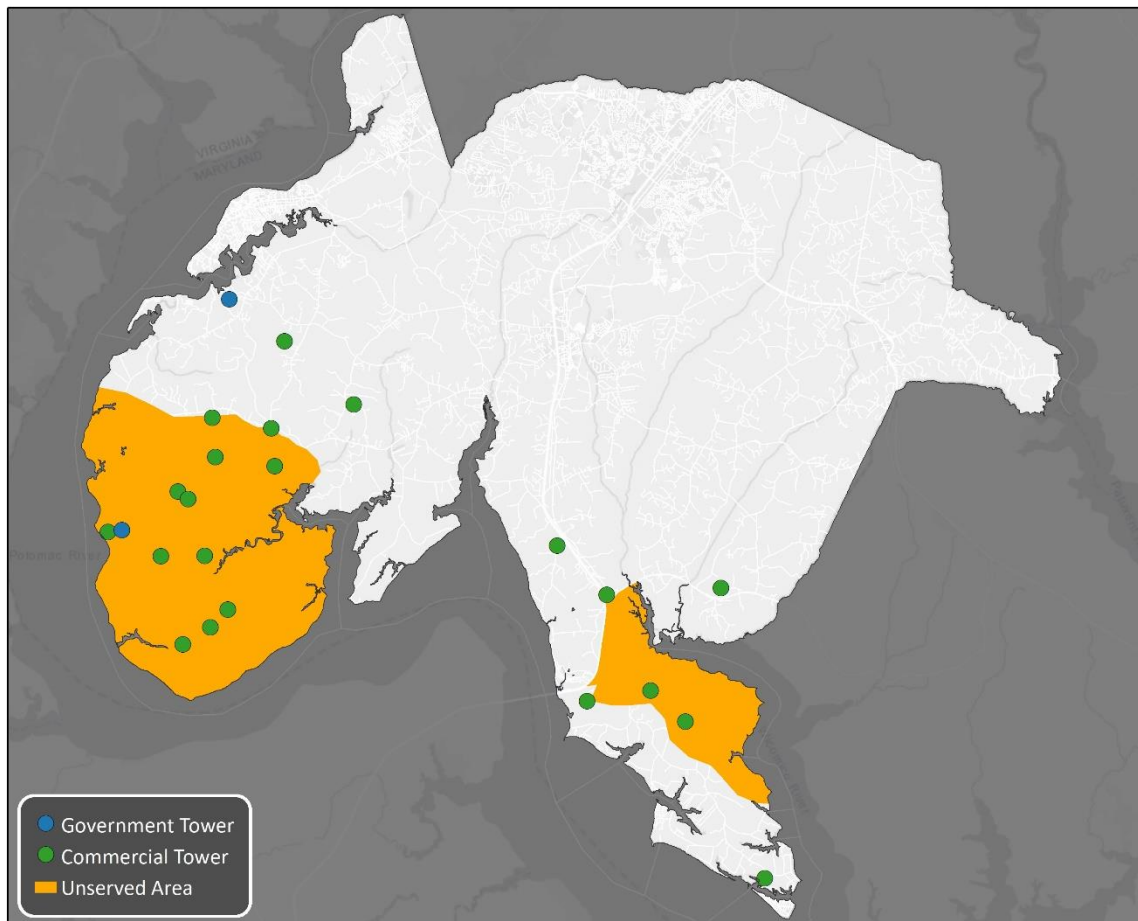 VIRGINIA
MARYLAND
Potomac River
Government Tower
Commercial Tower
Unserved Area